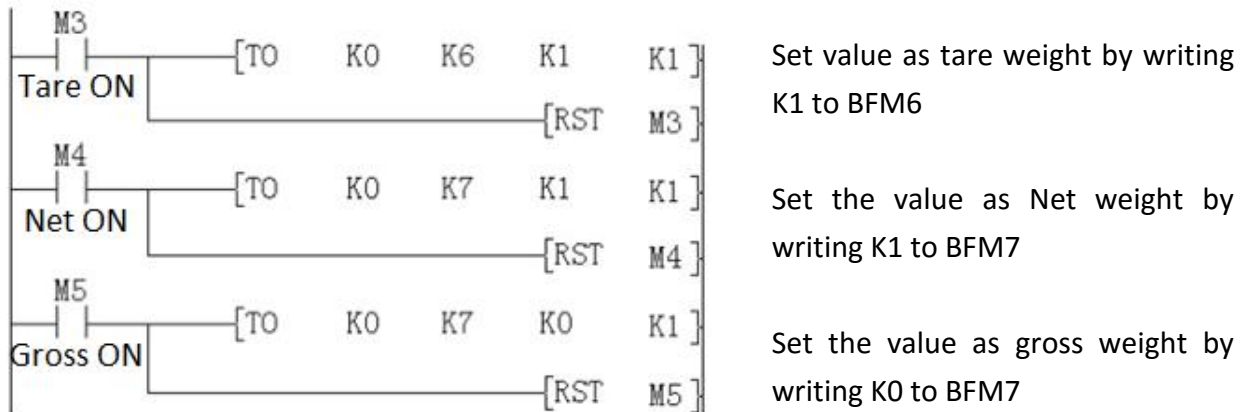 M3
[TO K0 K6 K1 K1]
Tare ON
[RST M3]
M4
[TO K0 K7 K1 K1]
Net ON
[RST M4]
M5
[TO K0 K7 K0 K1]
Gross ON
[RST M5]
Set value as tare weight by writing
K1 to BFM6
Set the value as Net weight by
writing K1 to BFM7
Set the value as gross weight by
writing K0 to BFM7